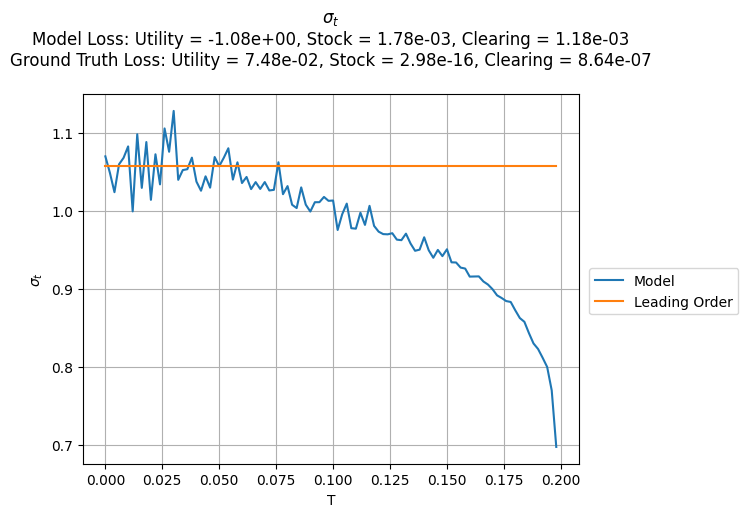 σt
Model Loss: Utility = -1.08e+00, Stock = 1.78e-03, Clearing = 1.18e-03
Ground Truth Loss: Utility = 7.48e-02, Stock = 2.98e-16, Clearing = 8.64e-07
1.1
1.0
0.9
0.8
0.7
σt
0.000 0.025 0.050 0.075 0.100 0.125 0.150 0.175 0.200
T
Model
Leading Order